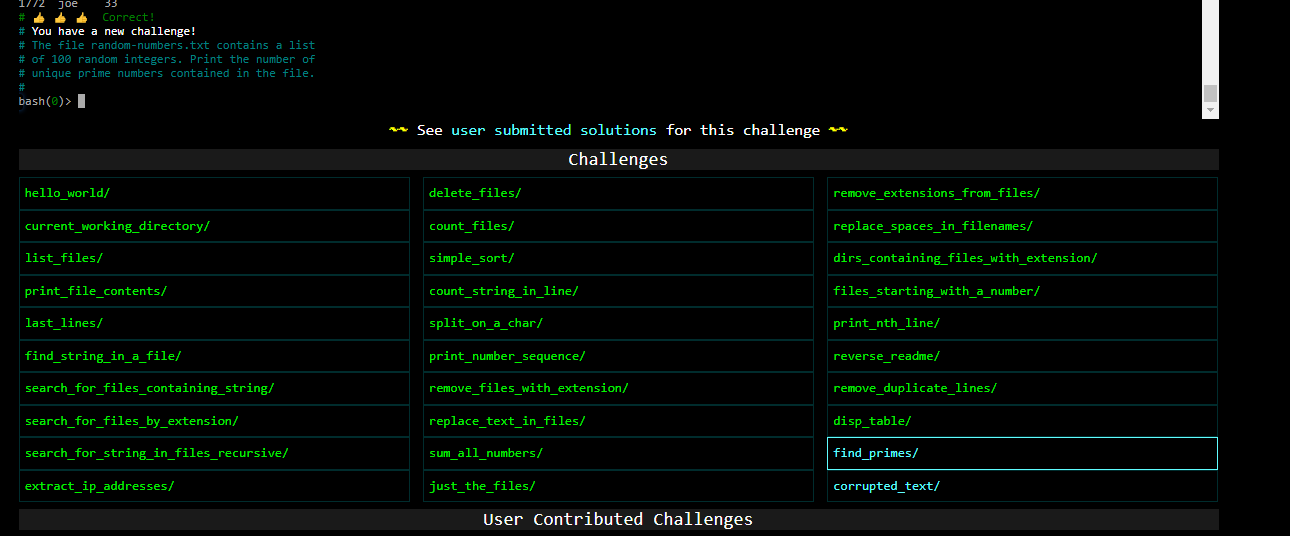 1772 joe 33
# 👍 👍 👍 Correct!
# You have a new challenge!
# The file random-numbers.txt contains a list
# of 100 random integers. Print the number of
# unique prime numbers contained in the file.
#
bash(0)>
~~ See user submitted solutions for this challenge ~~
Challenges
hello_world/
current_working_directory/
list_files/
print_file_contents/
last_lines/
find_string_in_a_file/
search_for_files_containing_string/
search_for_files_by_extension/
search_for_string_in_files_recursive/
extract_ip_addresses/
delete_files/
count_files/
simple_sort/
count_string_in_line/
split_on_a_char/
print_number_sequence/
remove_files_with_extension/
replace_text_in_files/
sum_all_numbers/
just_the_files/
remove_extensions_from_files/
replace_spaces_in_filenames/
dirs_containing_files_with_extension/
files_starting_with_a_number/
print_nth_line/
reverse_readme/
remove_duplicate_lines/
disp_table/
find_primes/
corrupted_text/
User Contributed Challenges